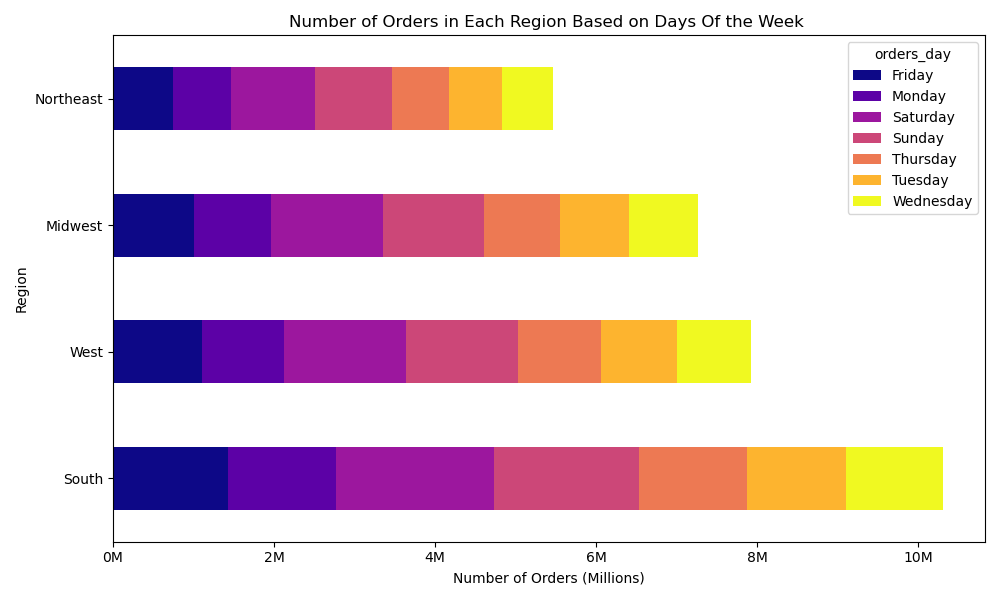 Number of Orders in Each Region Based on Days Of the Week
orders_day
Friday
Monday
Saturday
Sunday
Thursday
Tuesday
Wednesday
Region
Northeast
Midwest
West
South
0M 2M 4M 6M 8M 10M
Number of Orders (Millions)